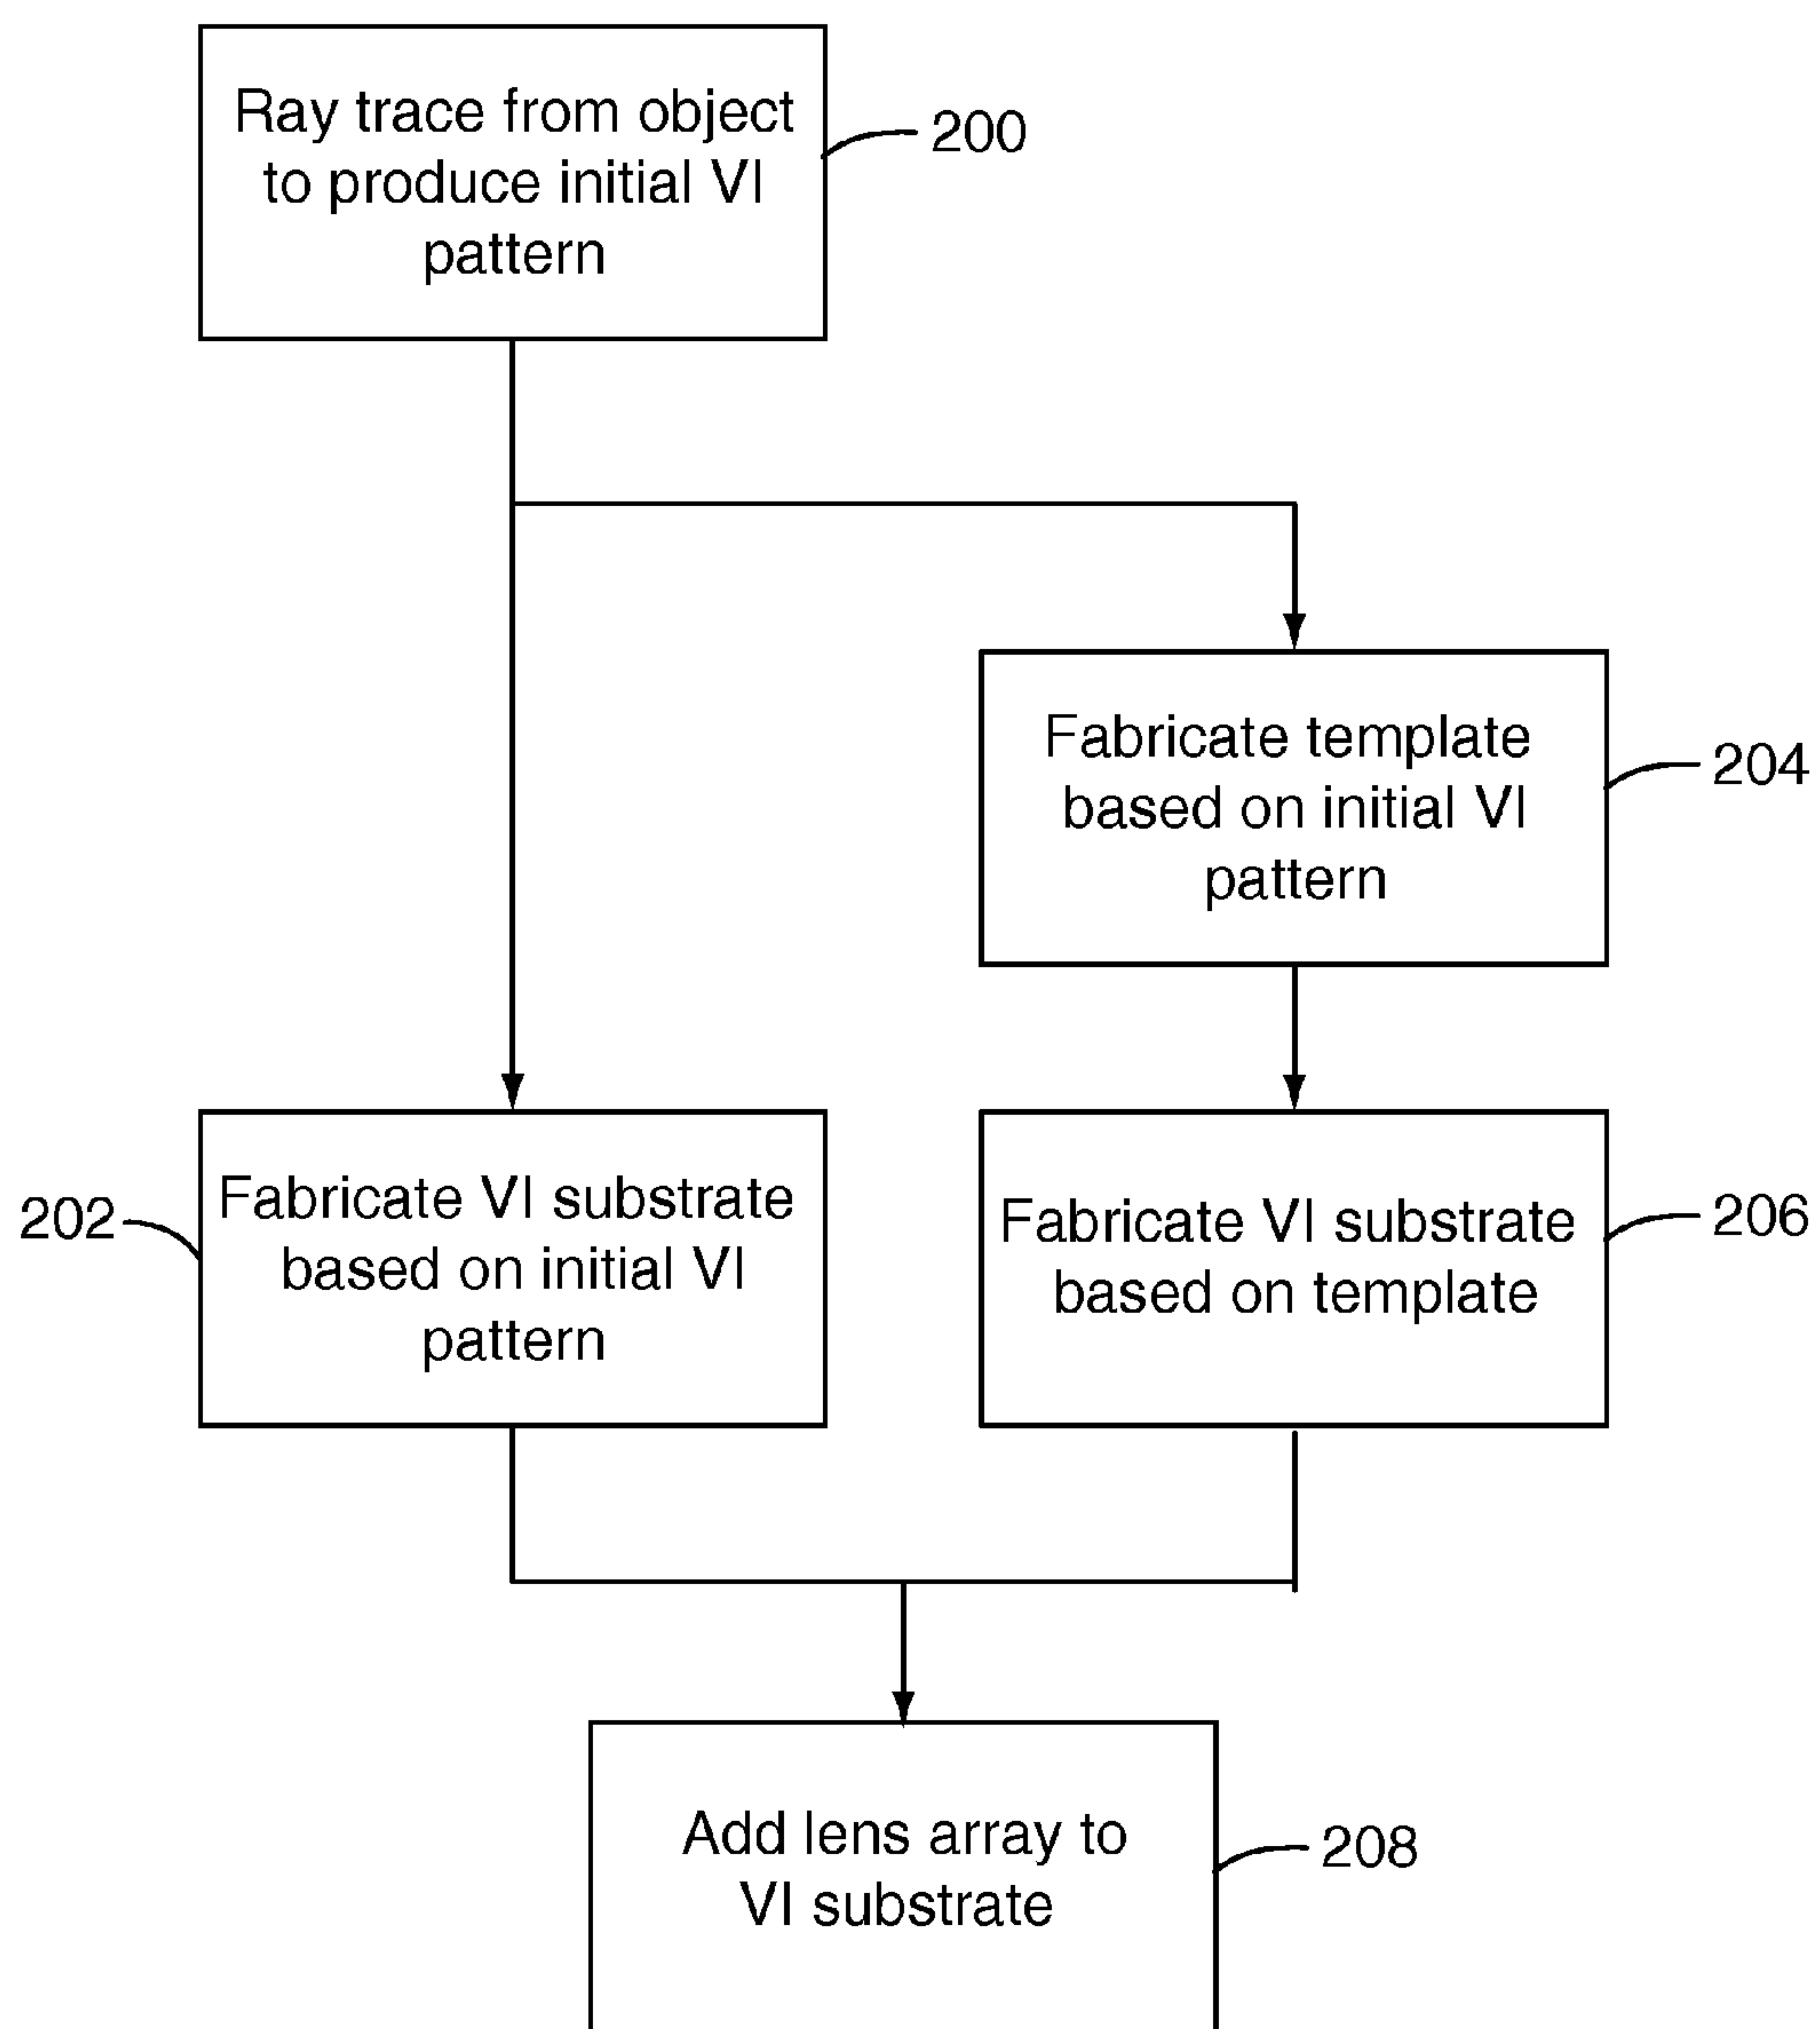 Ray trace from object
to produce initial VI
pattern
200
Fabricate template
based on initial VI
pattern
204
202
Fabricate VI substrate
based on initial VI
pattern
Fabricate VI substrate
based on template
206
Add lens array to
VI substrate
208